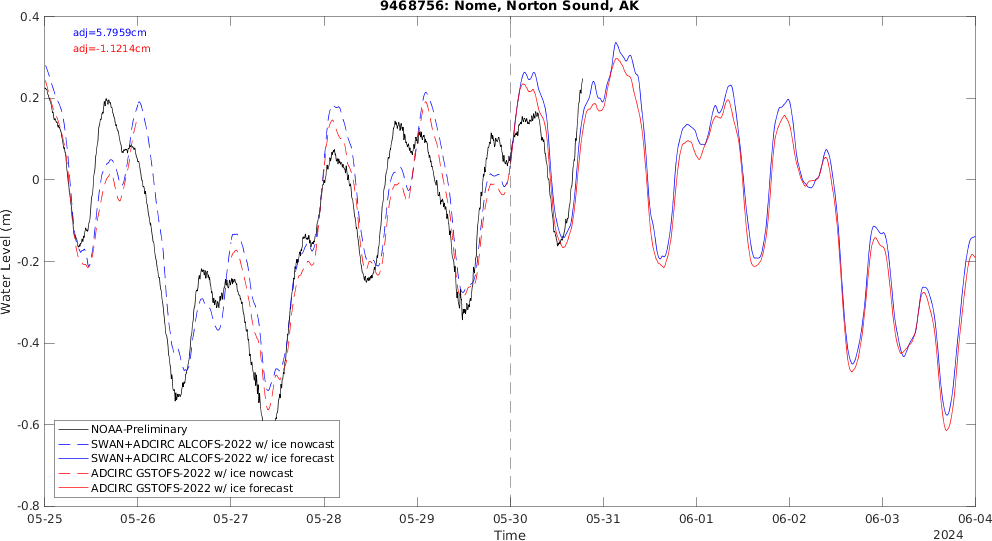 9468756: Nome, Norton Sound, AK
adj=5.7959cm
adj=-1.1214cm
Water Level (m)
0.4
0.2
0
-0.2
-0.4
-0.6
-0.8
NOAA-Preliminary
SWAN+ADCIRC ALCOFS-2022 w/ ice nowcast
SWAN+ADCIRC ALCOFS-2022 w/ ice forecast
ADCIRC GSTOFS-2022 w/ ice nowcast
ADCIRC GSTOFS-2022 w/ ice forecast
05-25 05-26 05-27 05-28 05-29 05-30 05-31 06-01 06-02 06-03 06-04
Time
2024